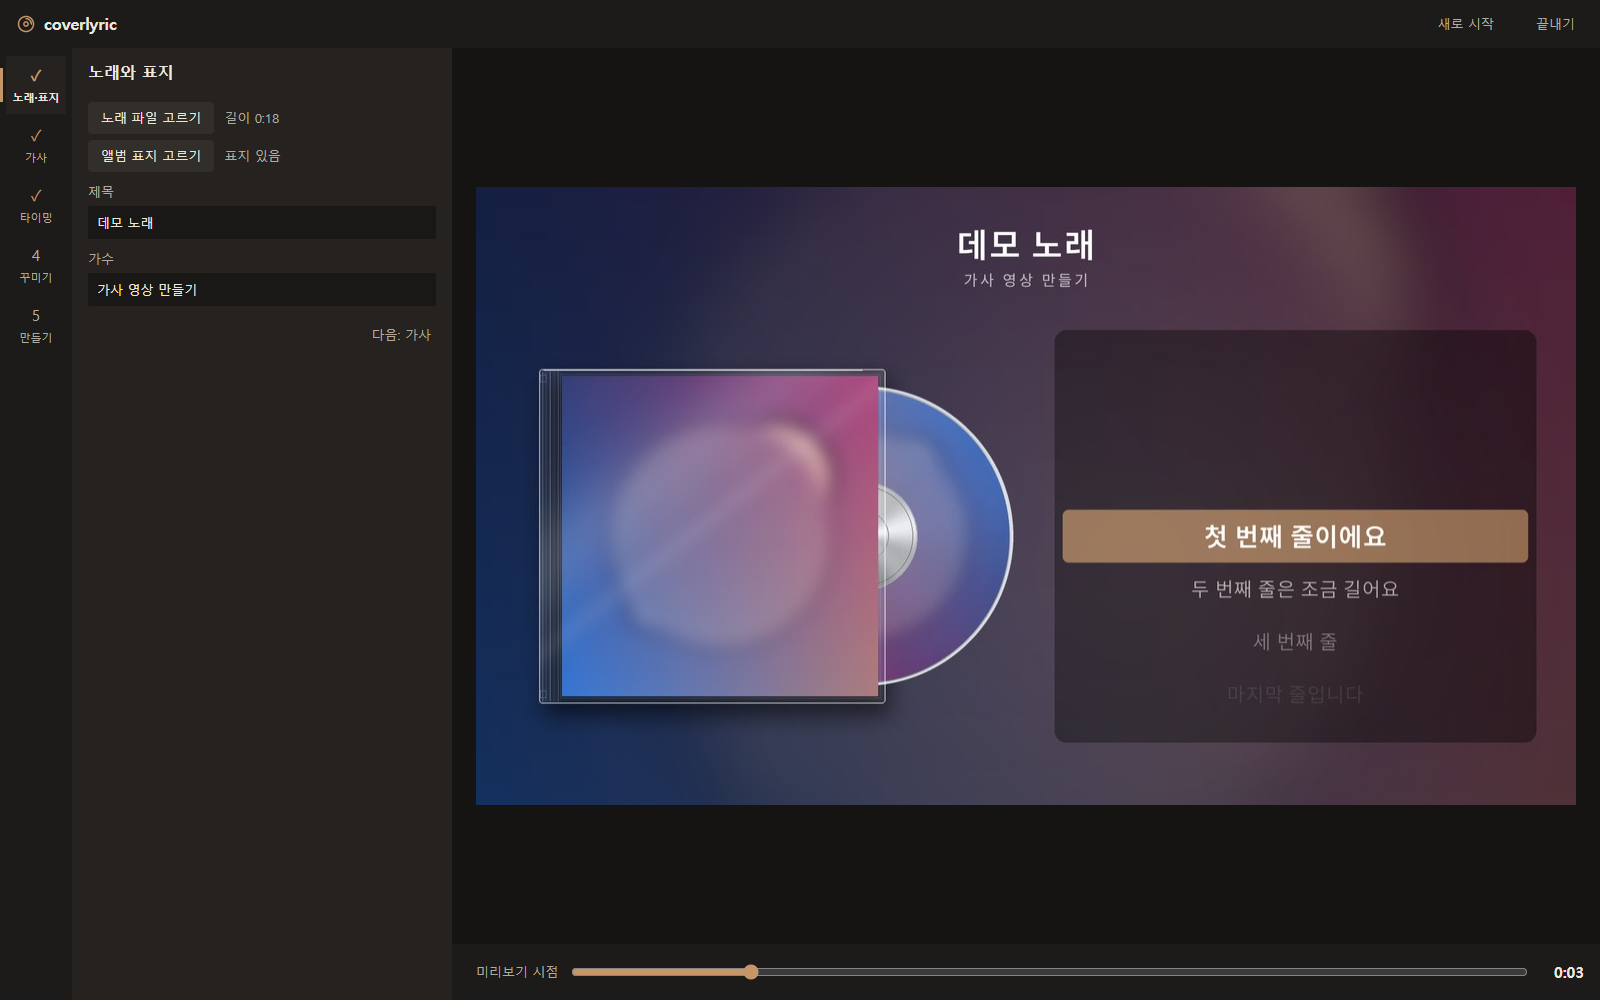 coverlyric
새로 시작
끝내기
✓
노래·표지
✓
가사
✓
타이밍
4
꾸미기
5
만들기
노래와 표지
노래 파일 고르기
길이 0:18
앨범 표지 고르기
표지 있음
제목
데모 노래
가수
가사 영상 만들기
다음: 가사
데모 노래
가사 영상 만들기
첫 번째 줄이에요
두 번째 줄은 조금 길어요
세 번째 줄
마지막 줄입니다
미리보기 시점
0:03